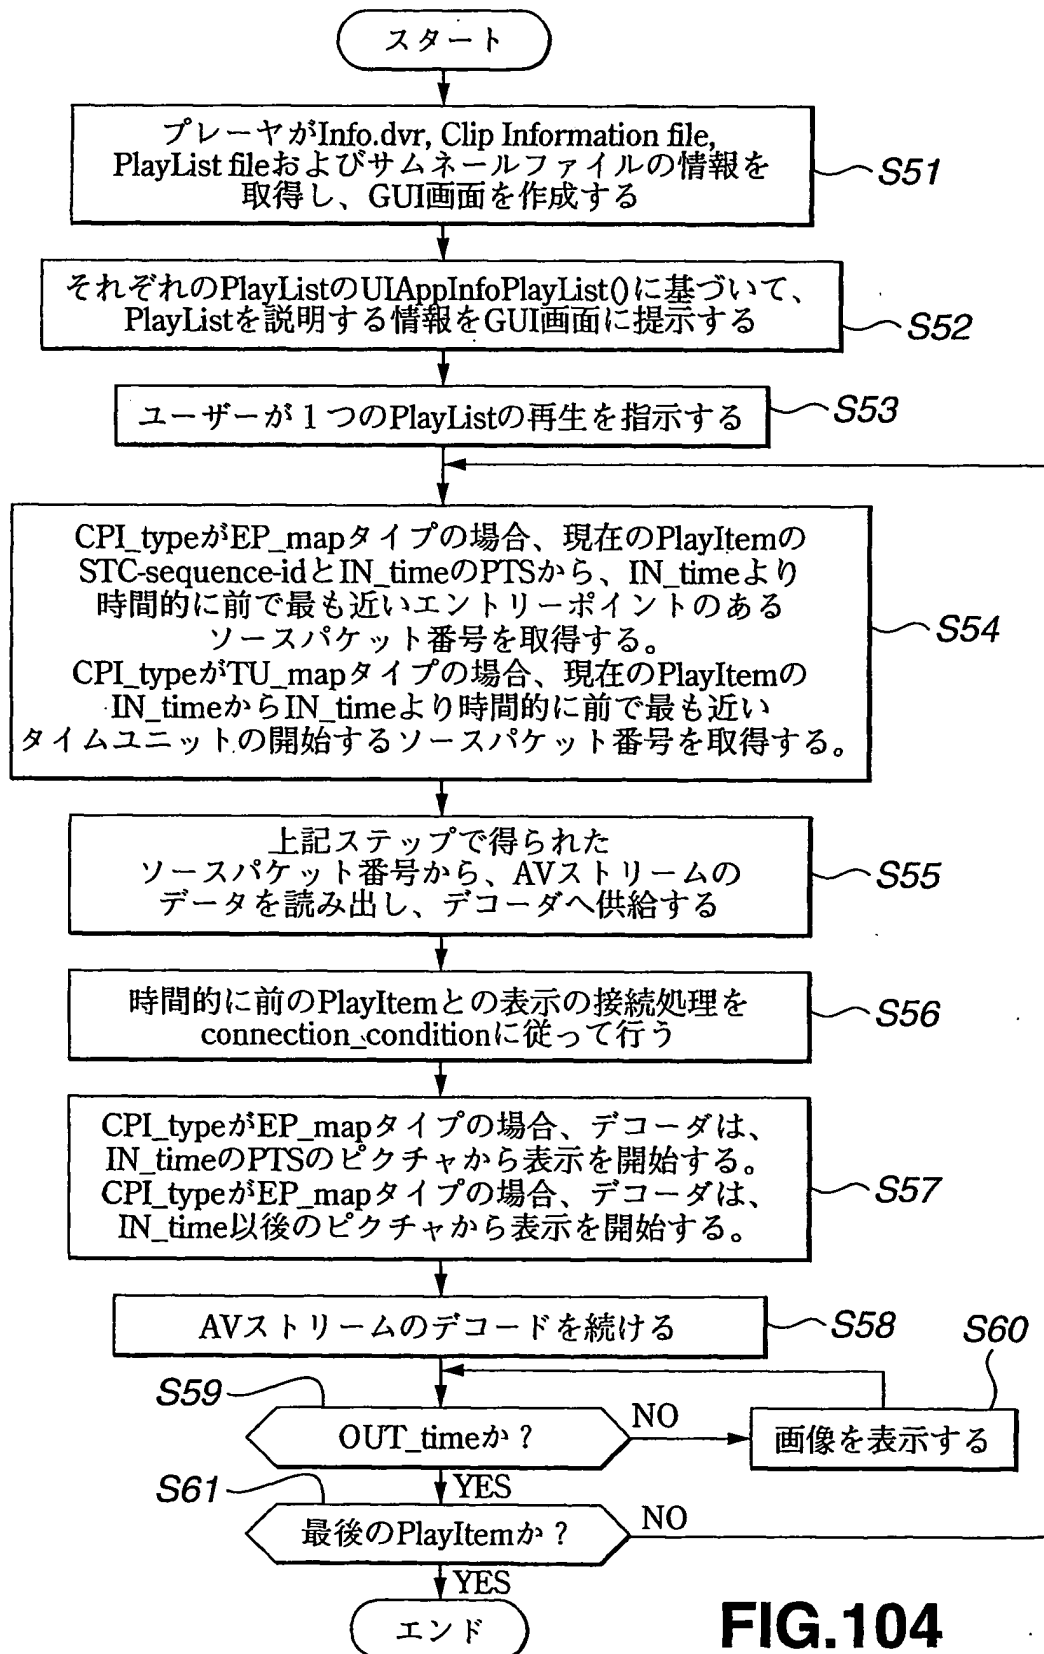 スタート
プレーヤがInfo.dvr, Clip Information file,
PlayList fileおよびサムネールファイルの情報を
取得し、GUI画面を作成する
S51
それぞれのPlayListのUIAppInfoPlayList()に基づいて、
PlayListを説明する情報をGUI画面に提示する
S52
ユーザーが1つのPlayListの再生を指示する
S53
CPI_typeがEP_mapタイプの場合、現在のPlayItemの
STC-sequence-idとIN_timeのPTSから、IN_timeより
時間的に前で最も近いエントリーポイントのある
ソースパケット番号を取得する。
CPI_typeがTU_mapタイプの場合、現在のPlayItemの
IN_timeからIN_timeより時間的に前で最も近い
タイムユニットの開始するソースパケット番号を取得する。
S54
上記ステップで得られた
ソースパケット番号から、AVストリームの
データを読み出し、デコーダへ供給する
S55
時間的に前のPlayItemとの表示の接続処理を
connection_conditionに従って行う
S56
CPI_typeがEP_mapタイプの場合、デコーダは、
IN_timeのPTSのピクチャから表示を開始する。
CPI_typeがEP_mapタイプの場合、デコーダは、
IN_time以後のピクチャから表示を開始する。
S57
AVストリームのデコードを続ける
S58
S60
S59
OUT_timeか?
NO
画像を表示する
YES
S61
最後のPlayItemか?
NO
YES
エンド
FIG.104